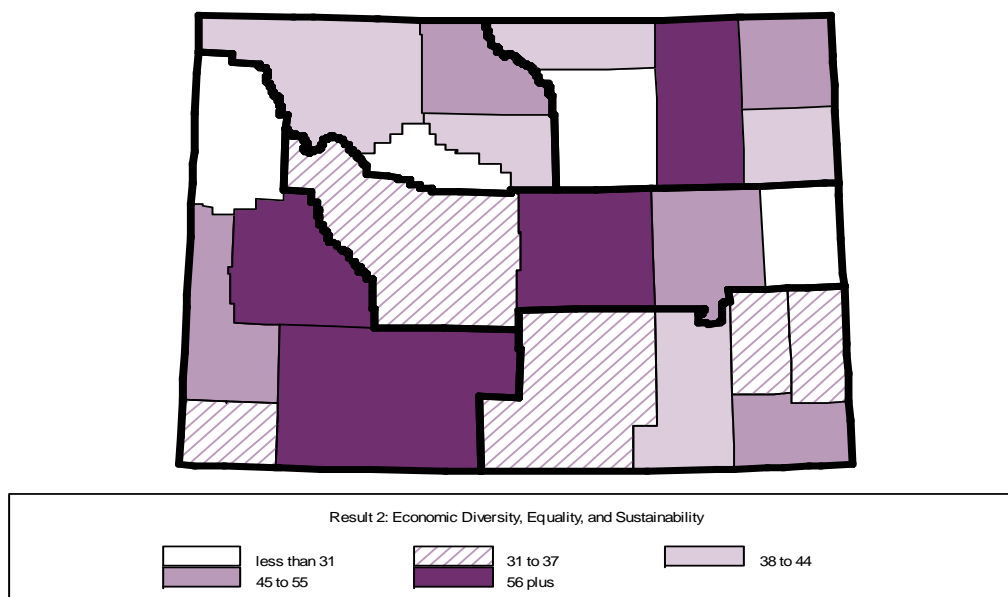 Result 2: Economic Diversity, Equality, and Sustainability
less than 31 31 to 37 38 to 44
45 to 55 56 plus